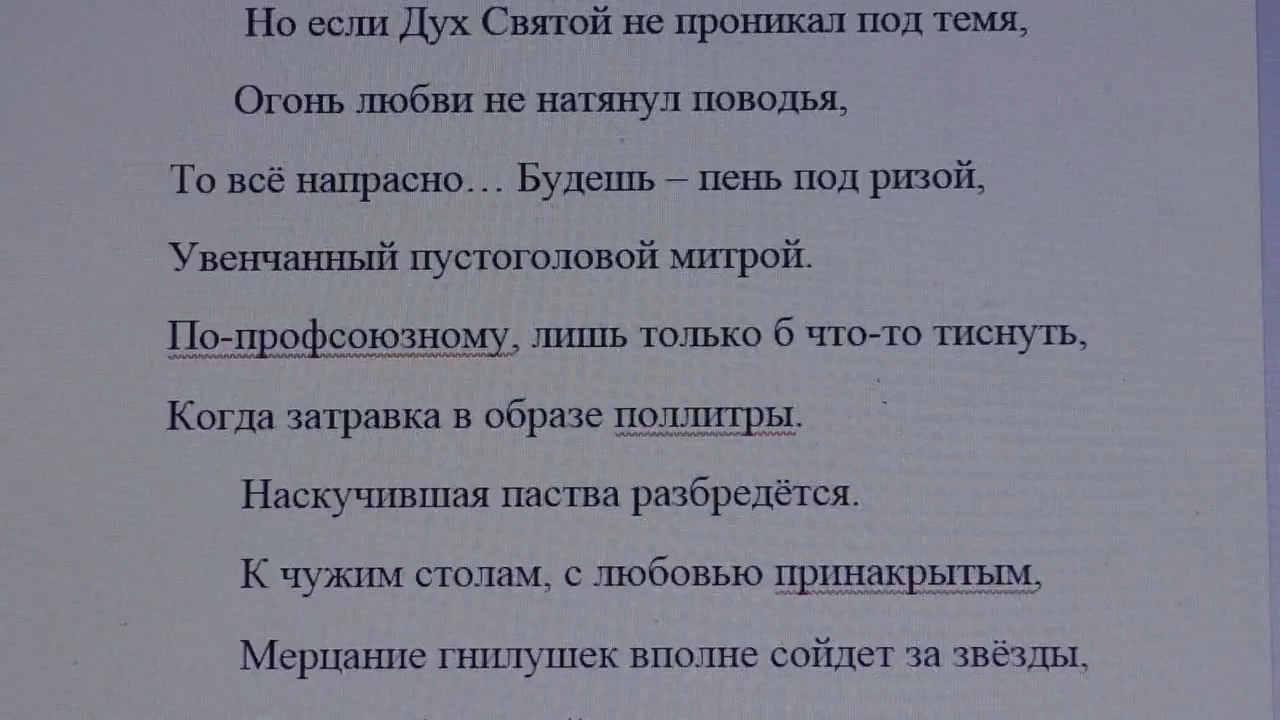 Но если Дух Святой не проникал под темя,
Огонь любви не натянул поводья,
То всё напрасно… Будешь – пень под ризой,
Увенчанный пустоголовой митрой.
По-профсоюзному, лишь только б что-то тиснуть,
Когда затравка в образе поллитры.
Наскучившая паства разбредётся.
К чужим столам, с любовью принакрытым,
Мерцание гнилушек вполне сойдет за звёзды,